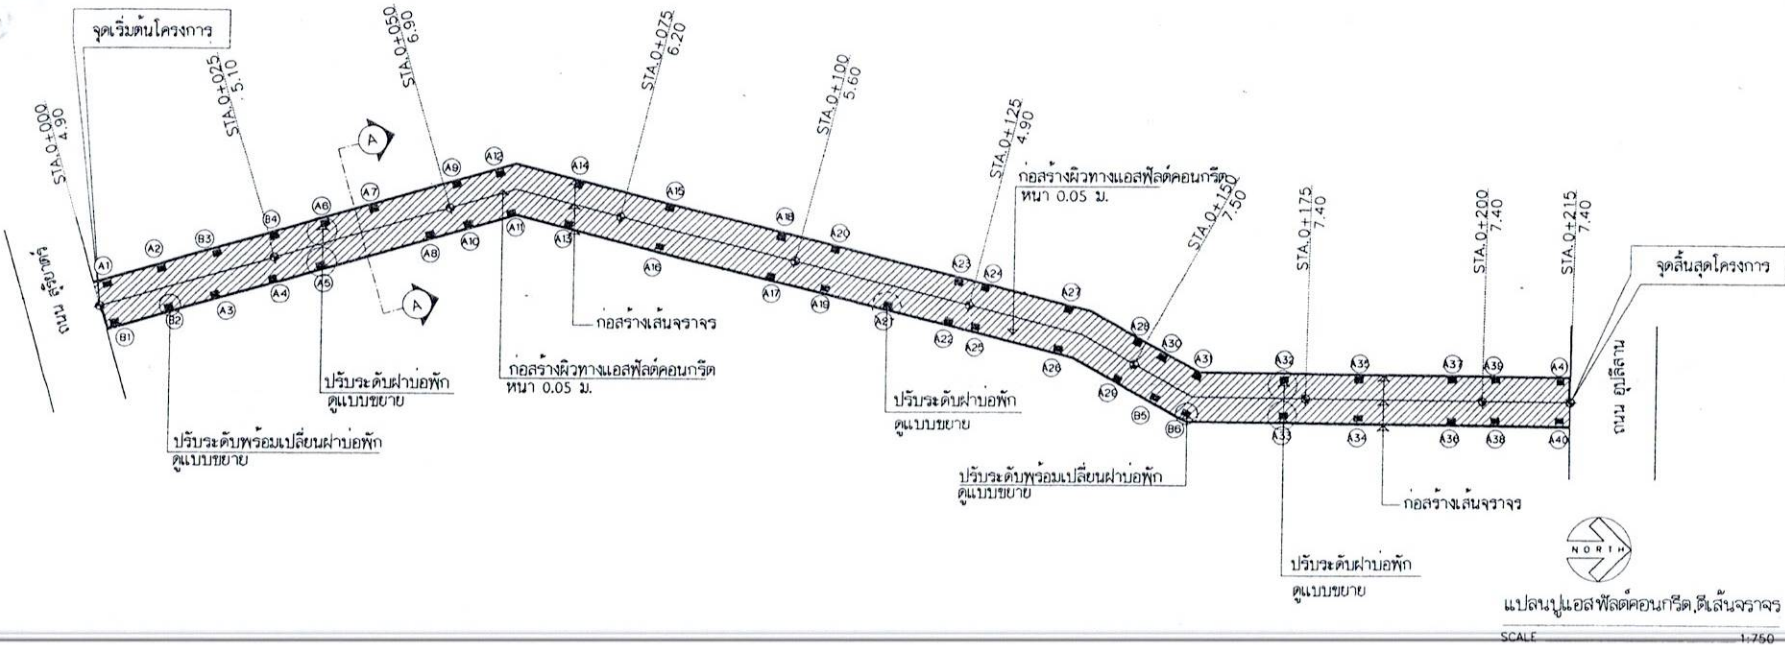 จุดเริ่มต้นโครงการ
STA.0+000
4.90
STA.0+025
5.10
STA.0+050
6.90
STA.0+075
6.20
STA.0+100
5.60
STA.0+125
4.90
STA.0+150
7.50
STA.0+175
7.40
STA.0+200
7.40
STA.0+215
7.40
จุดสิ้นสุดโครงการ
A
A
A1
A2
B3
B4
A6
A7
A9
A12
A14
A15
A18
A20
A23
A24
A27
A28
A30
A31
A32
A35
A37
A39
A4
B1
B2
A3
A4
A5
A8
A10
A11
A13
A16
A17
A19
A21
A22
A25
A26
A29
B5
B6
A33
A34
A36
A38
A40
ถนน สุริยาตร์
ถนน อุปลีสาน
ก่อสร้างผิวทางแอสฟัลต์คอนกรีต
หนา 0.05 ม.
ก่อสร้างเส้นจราจร
ก่อสร้างผิวทางแอสฟัลต์คอนกรีต
หนา 0.05 ม.
ปรับระดับฝาบ่อพัก
ดูแบบขยาย
ปรับระดับพร้อมเปลี่ยนฝาบ่อพัก
ดูแบบขยาย
ปรับระดับฝาบ่อพัก
ดูแบบขยาย
ปรับระดับพร้อมเปลี่ยนฝาบ่อพัก
ดูแบบขยาย
ก่อสร้างเส้นจราจร
ปรับระดับฝาบ่อพัก
ดูแบบขยาย
NORTH
แปลนปูแอสฟัลต์คอนกรีต,ตีเส้นจราจร
SCALE 1:750